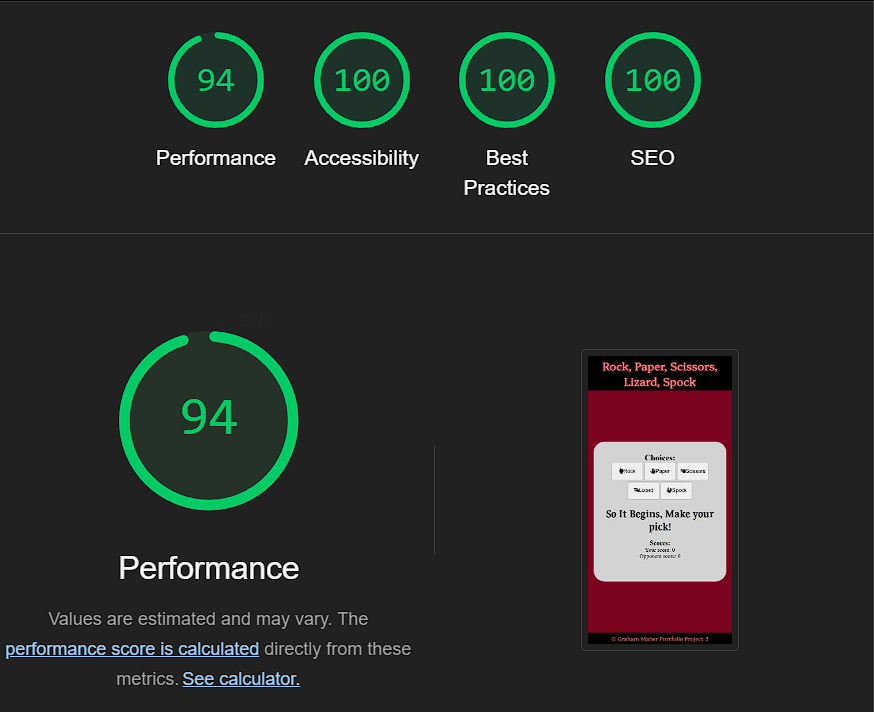 94
100
100
100
Performance
Accessibility
Best
Practices
SEO
94
Performance
Values are estimated and may vary. The
performance score is calculated directly from these
metrics. See calculator.
Rock, Paper, Scissors,
Lizard, Spock
Choices:
Rock
Paper
Scissors
Lizard
Spock
So It Begins, Make your
pick!
Scores:
Your score: 0
Opponent score: 0
© Graham Maher Portfolio Project 2